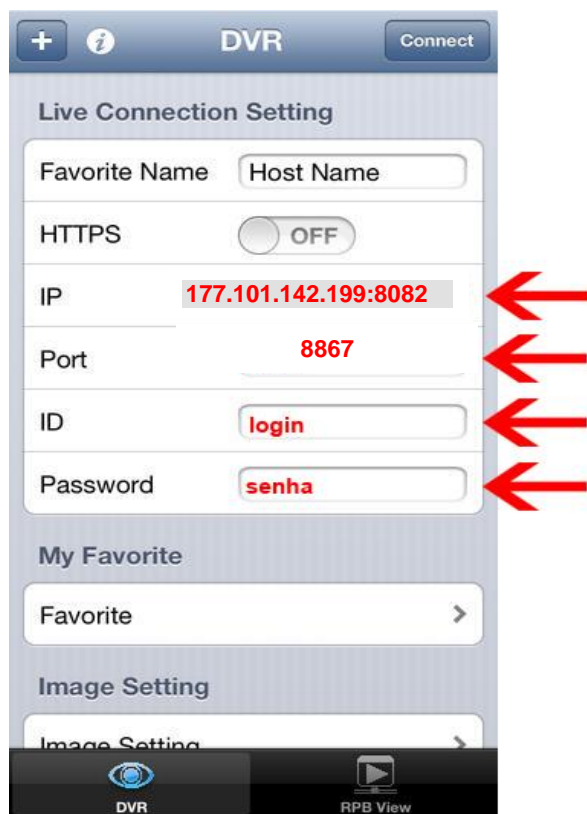 DVR
Connect
Live Connection Setting
Favorite Name Host Name
HTTPS OFF
IP 177.101.142.199:8082
Port 8867
ID login
Password senha
My Favorite
Favorite
Image Setting
Image Setting
DVR RPB View